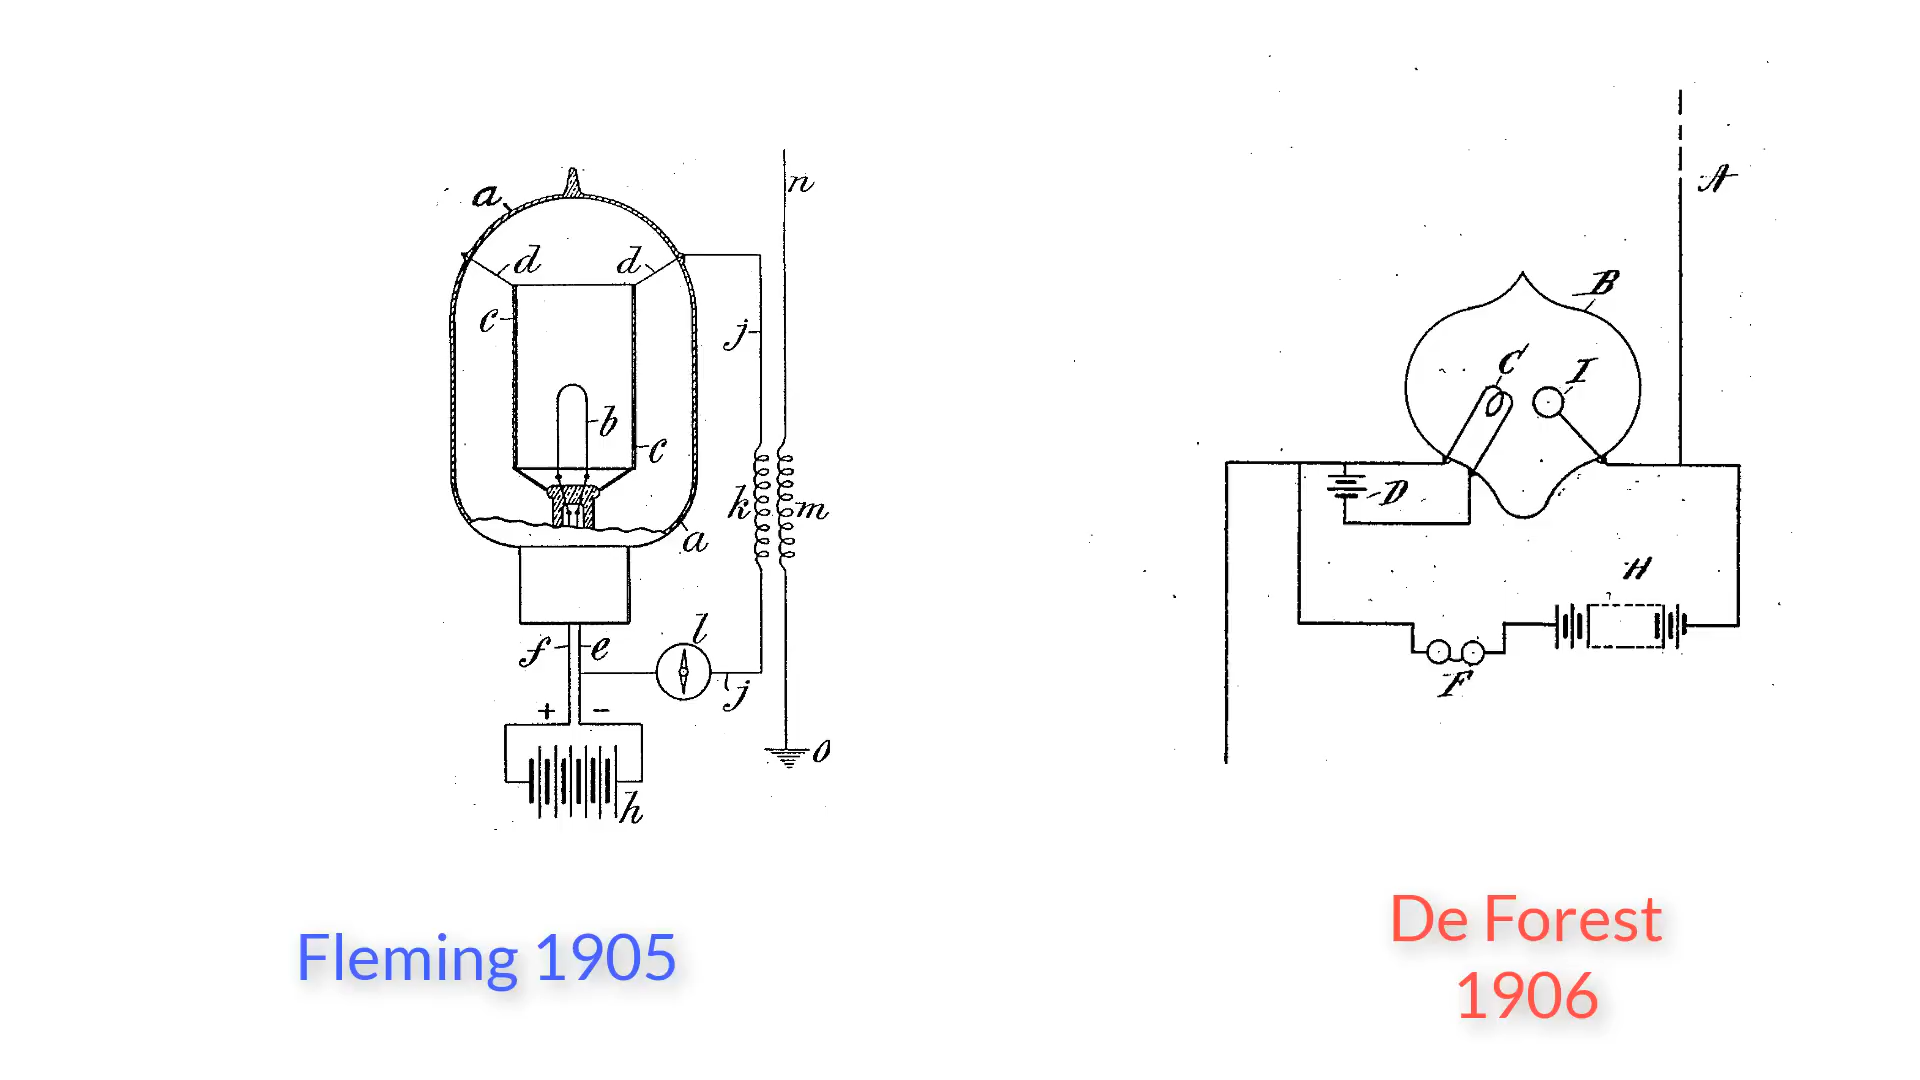 a
n
d
d
c
j
b
c
k
m
a
l
f
e
j
+
−
o
h
A
B
C
I
D
H
F
Fleming 1905
De Forest
1906